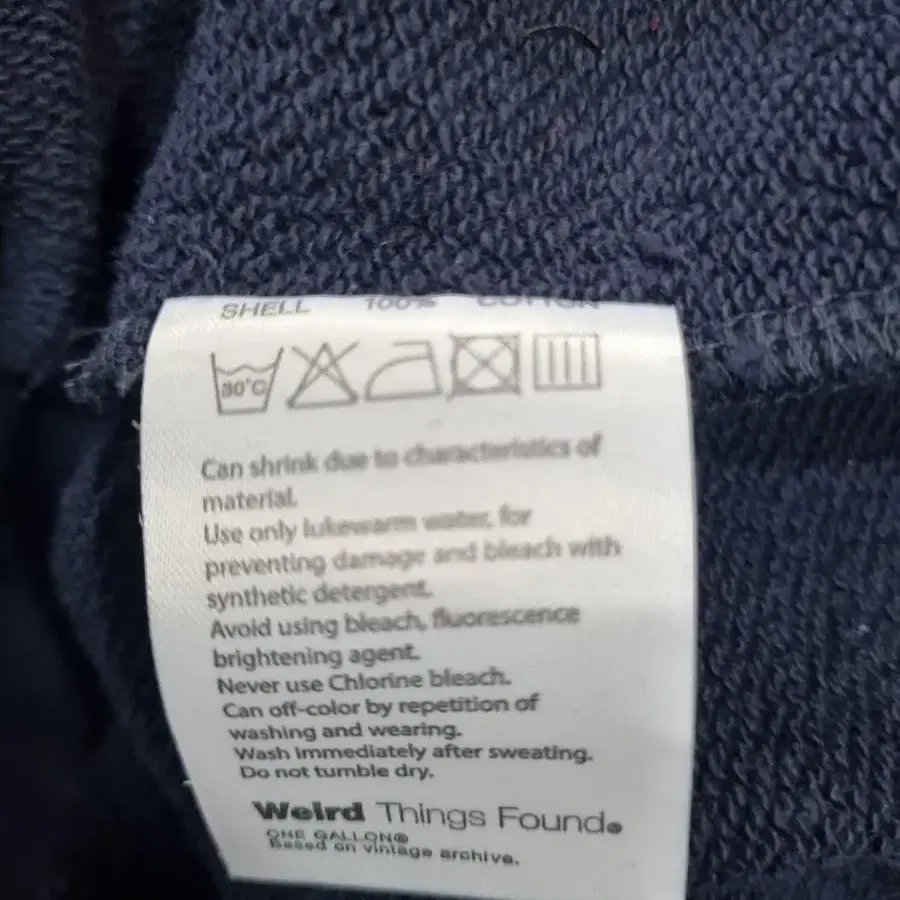 SHELL 100% COTTON
30°C
Can shrink due to characteristics of
material.
Use only lukewarm water, for
preventing damage and bleach with
synthetic detergent.
Avoid using bleach, fluorescence
brightening agent.
Never use Chlorine bleach.
Can off-color by repetition of
washing and wearing.
Wash immediately after sweating.
Do not tumble dry.
Weird Things Found®
ONE GALLON®
Based on vintage archive.